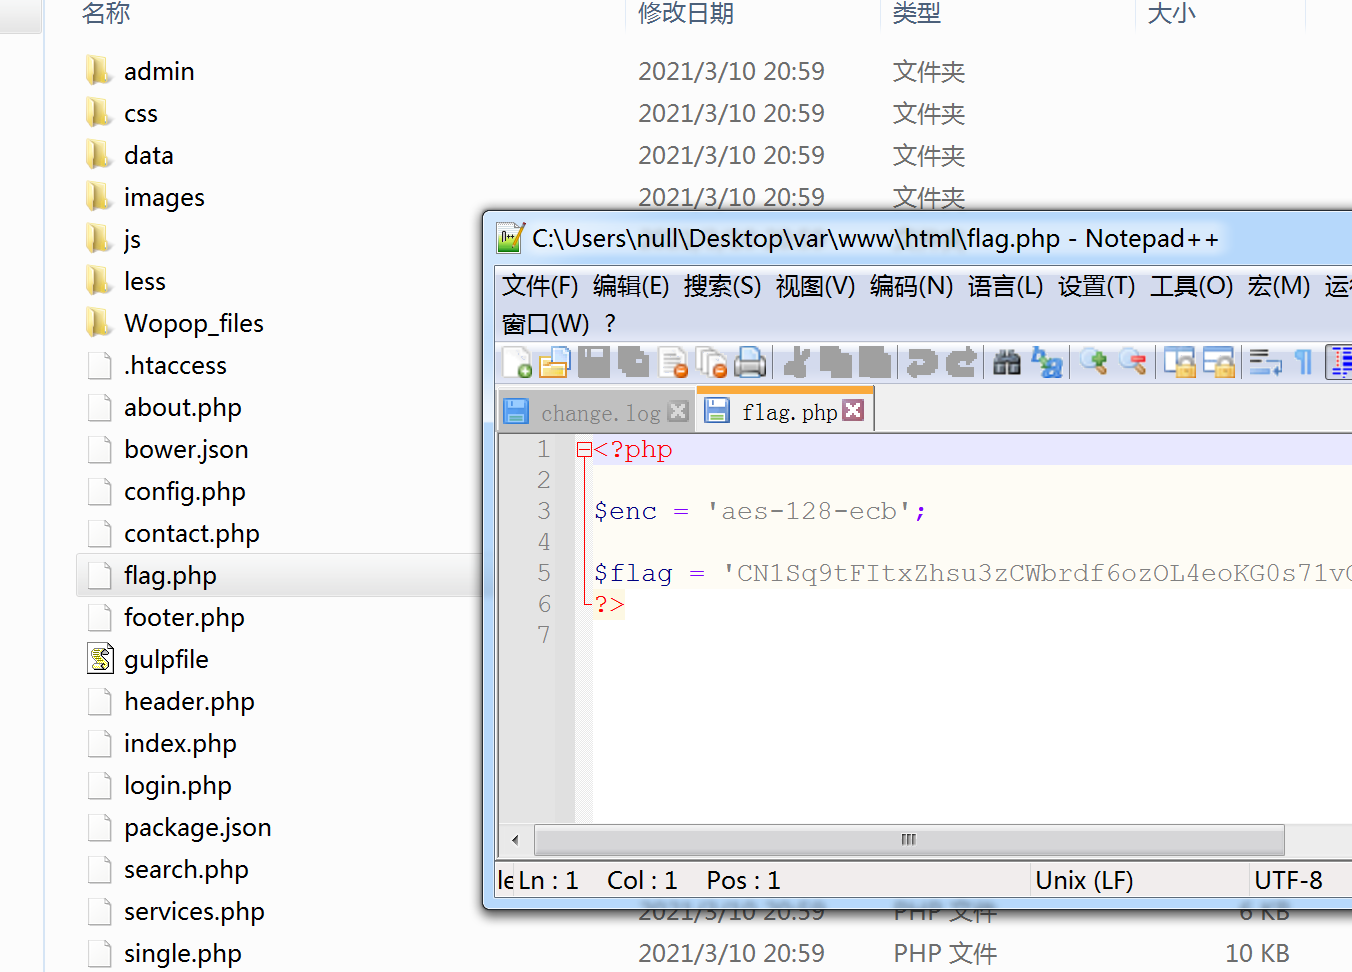 名称 修改日期 类型 大小
admin 2021/3/10 20:59 文件夹
css 2021/3/10 20:59 文件夹
data 2021/3/10 20:59 文件夹
images 2021/3/10 20:59 文件夹
js
less
Wopop_files
.htaccess
about.php
bower.json
config.php
contact.php
flag.php
footer.php
gulpfile
header.php
index.php
login.php
package.json
search.php
services.php 2021/3/10 20:59 PHP 文件 6 KB
single.php 2021/3/10 20:59 PHP 文件 10 KB
C:\Users\null\Desktop\var\www\html\flag.php - Notepad++
文件(F) 编辑(E) 搜索(S) 视图(V) 编码(N) 语言(L) 设置(T) 工具(O) 宏(M) 运
窗口(W) ?
change.log flag.php
1 <?php
2
3 $enc = 'aes-128-ecb';
4
5 $flag = 'CN1Sq9tFItxZhsu3zCWbrdf6ozOL4eoKG0s71v
6 ?>
7
le Ln : 1 Col : 1 Pos : 1 Unix (LF) UTF-8